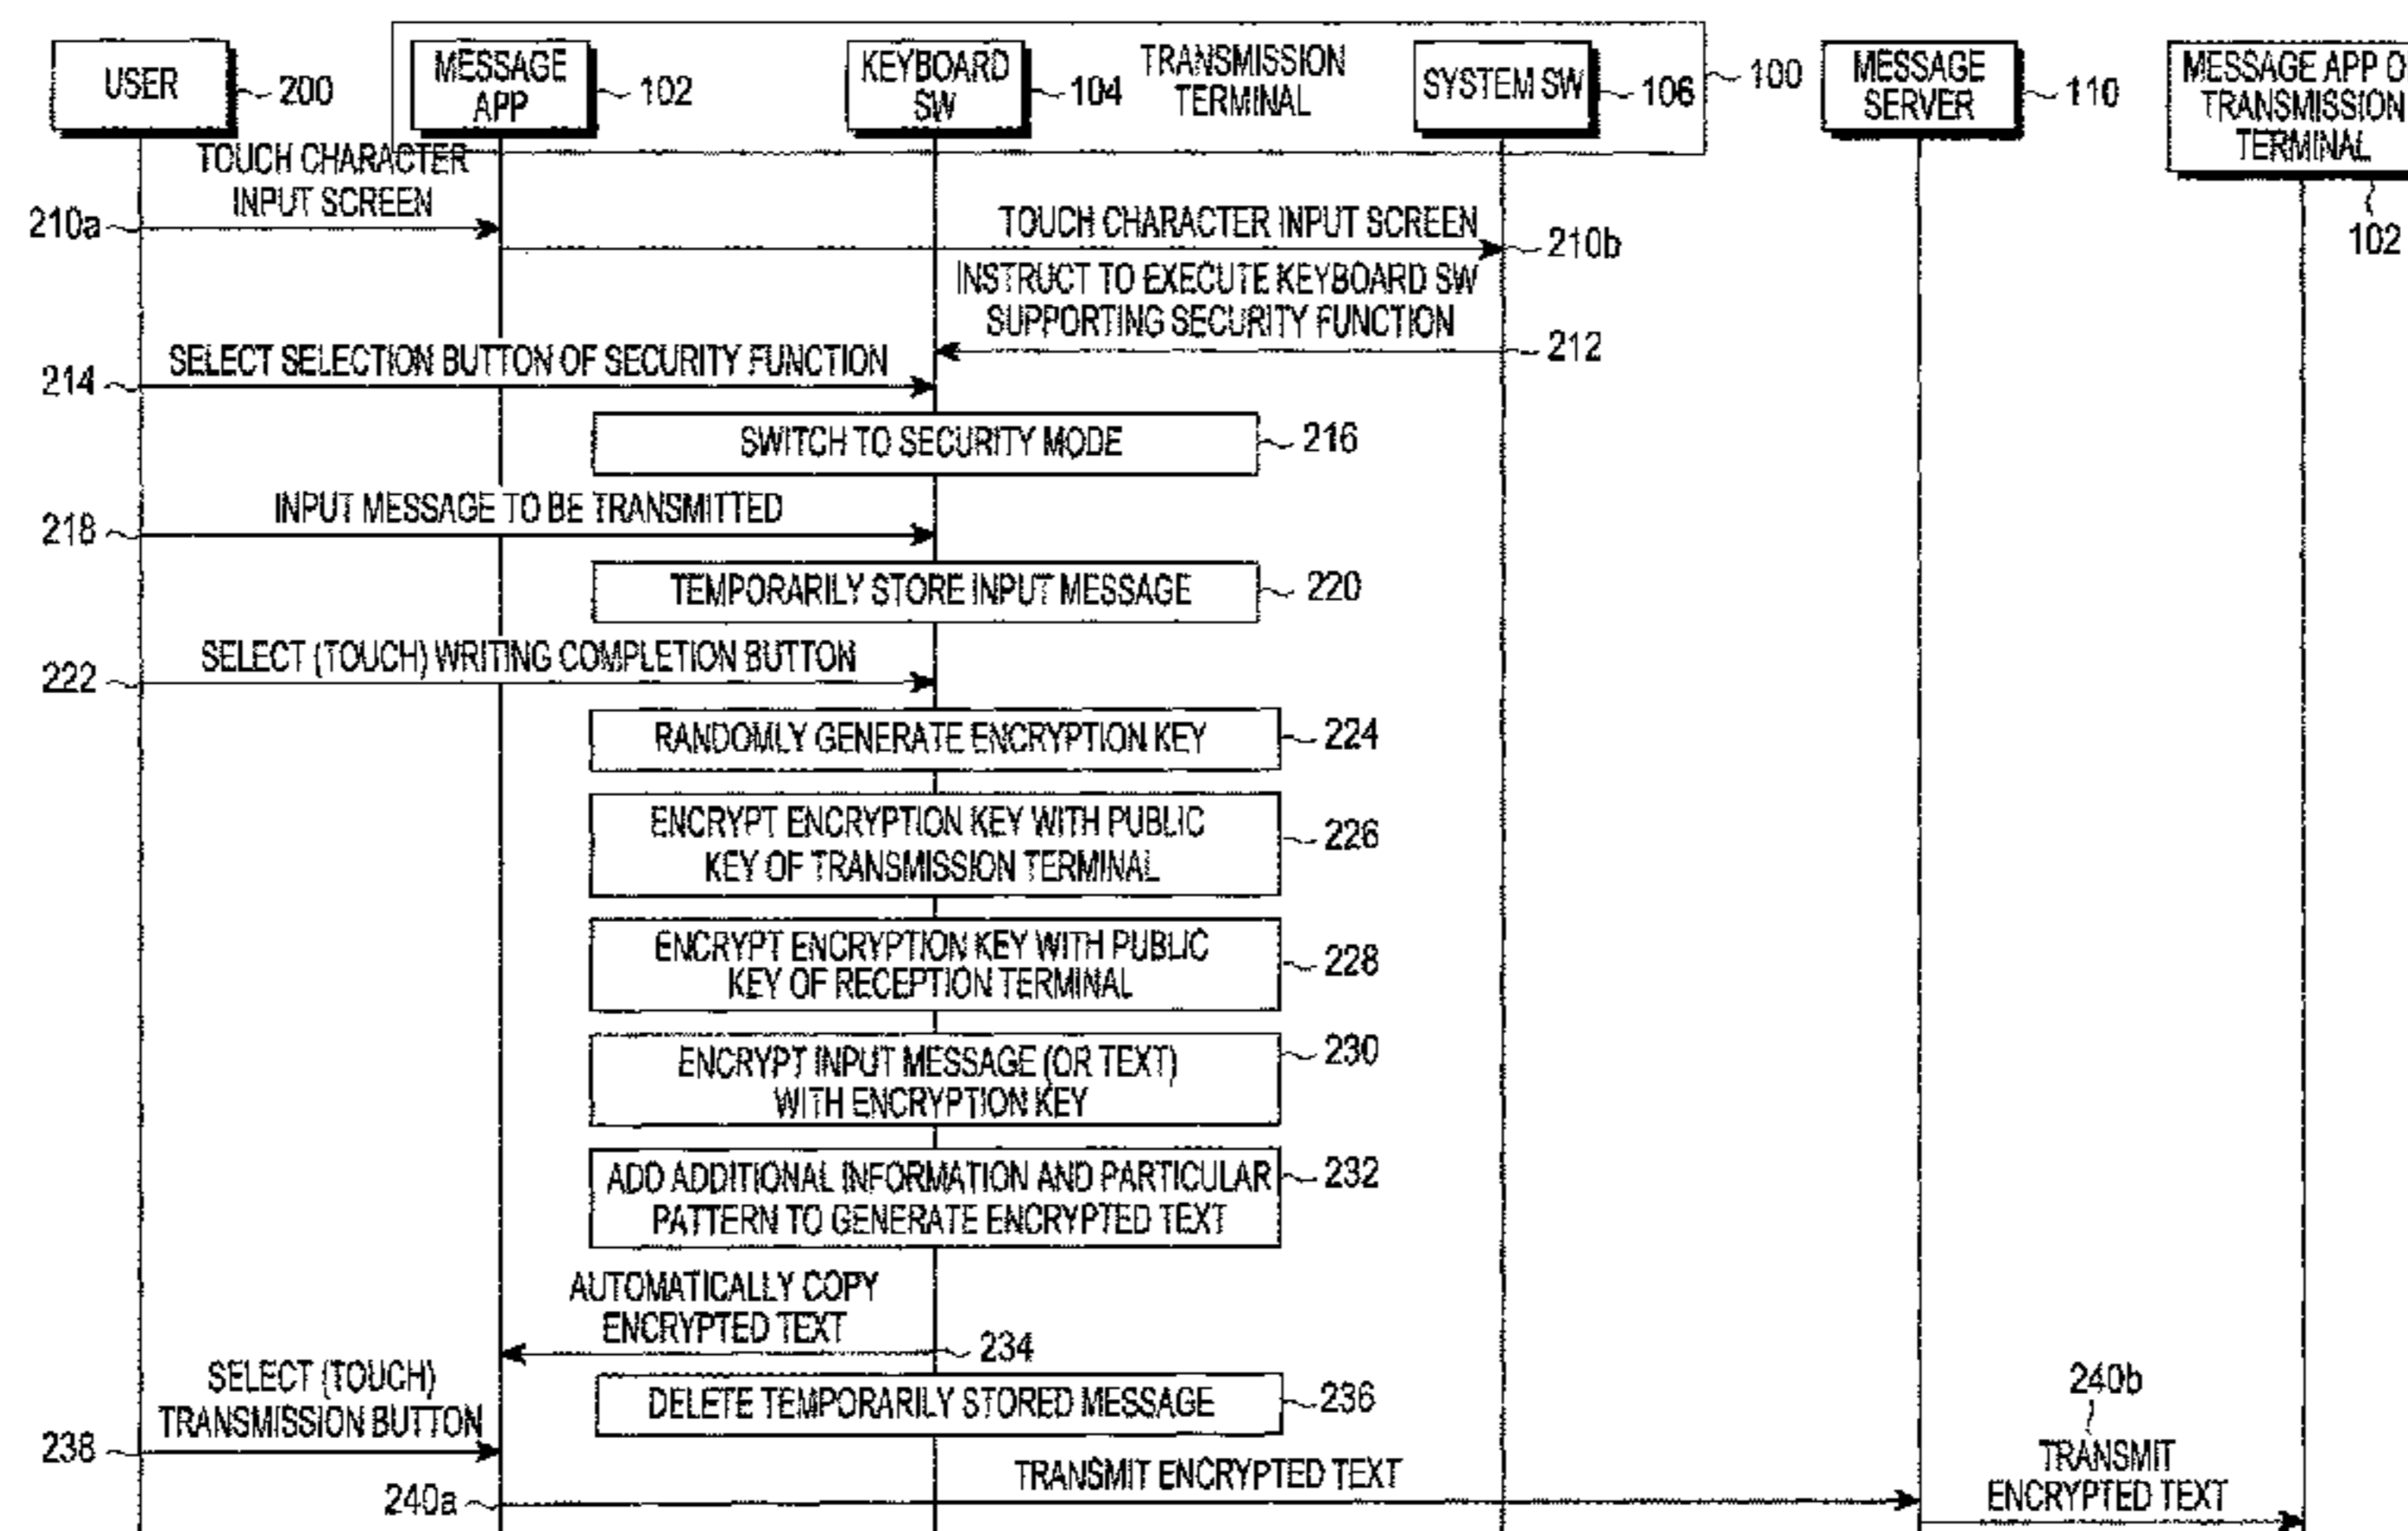 USER
200
MESSAGE
APP
102
KEYBOARD
SW
104
TRANSMISSION
TERMINAL
SYSTEM SW
106
100
MESSAGE
SERVER
110
MESSAGE APP O
TRANSMISSION
TERMINAL
102
TOUCH CHARACTER
INPUT SCREEN
210a
TOUCH CHARACTER INPUT SCREEN
210b
INSTRUCT TO EXECUTE KEYBOARD SW
SUPPORTING SECURITY FUNCTION
212
SELECT SELECTION BUTTON OF SECURITY FUNCTION
214
SWITCH TO SECURITY MODE
216
INPUT MESSAGE TO BE TRANSMITTED
218
TEMPORARILY STORE INPUT MESSAGE
220
SELECT (TOUCH) WRITING COMPLETION BUTTON
222
RANDOMLY GENERATE ENCRYPTION KEY
224
ENCRYPT ENCRYPTION KEY WITH PUBLIC
KEY OF TRANSMISSION TERMINAL
226
ENCRYPT ENCRYPTION KEY WITH PUBLIC
KEY OF RECEPTION TERMINAL
228
ENCRYPT INPUT MESSAGE (OR TEXT)
WITH ENCRYPTION KEY
230
ADD ADDITIONAL INFORMATION AND PARTICULAR
PATTERN TO GENERATE ENCRYPTED TEXT
232
AUTOMATICALLY COPY
ENCRYPTED TEXT
234
DELETE TEMPORARILY STORED MESSAGE
236
SELECT (TOUCH)
TRANSMISSION BUTTON
238
TRANSMIT ENCRYPTED TEXT
240a
240b
TRANSMIT
ENCRYPTED TEXT